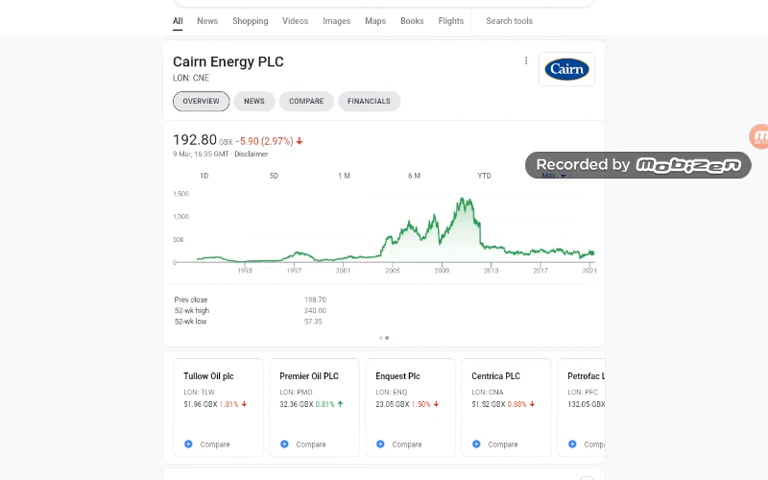 All News Shopping Videos Images Maps Books Flights Search tools
Cairn Energy PLC
LON: CNE
Cairn
OVERVIEW NEWS COMPARE FINANCIALS
192.80 GBX −5.90 (2.97%)
9 Mar, 16:35 GMT · Disclaimer
Recorded by mobizen
1D 5D 1 M 6 M YTD Max
1,500
1,000
500
0
1993 1997 2001 2005 2009 2013 2017 2021
Prev close 198.70
52-wk high 240.00
52-wk low 57.35
Tullow Oil plc Premier Oil PLC Enquest Plc Centrica PLC Petrofac L
LON: TLW LON: PMO LON: ENQ LON: CNA LON: PFC
51.96 GBX 1.81% 32.36 GBX 0.81% 23.05 GBX 1.50% 51.52 GBX 0.88% 132.05 GBX
Compare Compare Compare Compare Comp